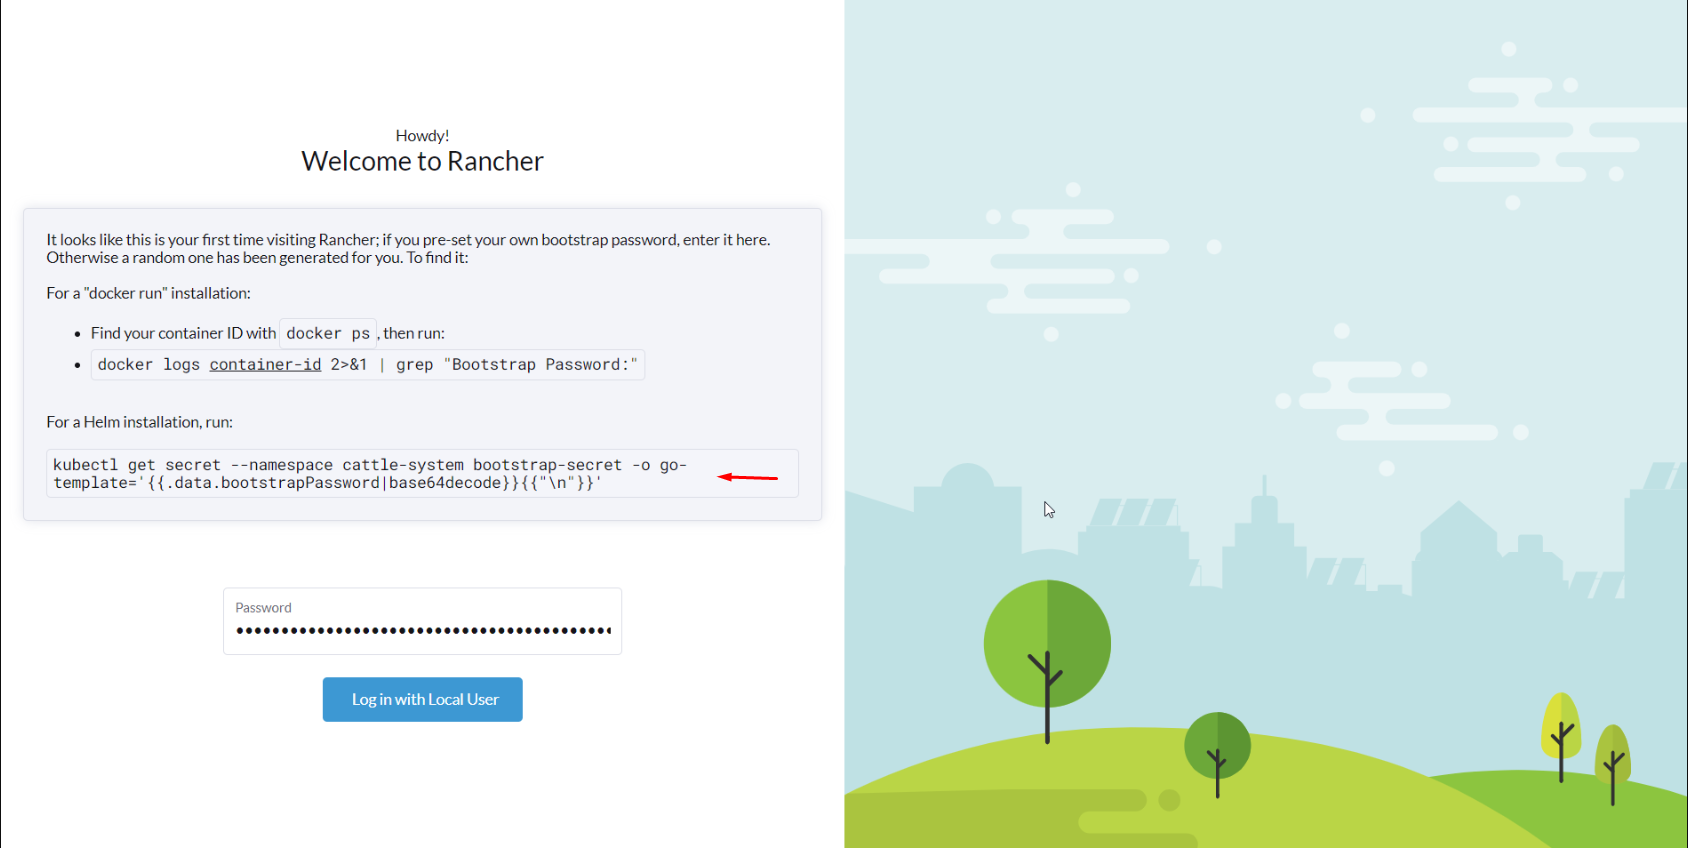 Howdy!
Welcome to Rancher
It looks like this is your first time visiting Rancher; if you pre-set your own bootstrap password, enter it here.
Otherwise a random one has been generated for you. To find it:
For a "docker run" installation:
• Find your container ID with docker ps, then run:
• docker logs container-id 2>&1 | grep "Bootstrap Password:"
For a Helm installation, run:
kubectl get secret --namespace cattle-system bootstrap-secret -o go-
template='{{.data.bootstrapPassword|base64decode}}{{"\n"}}'
Password
Log in with Local User